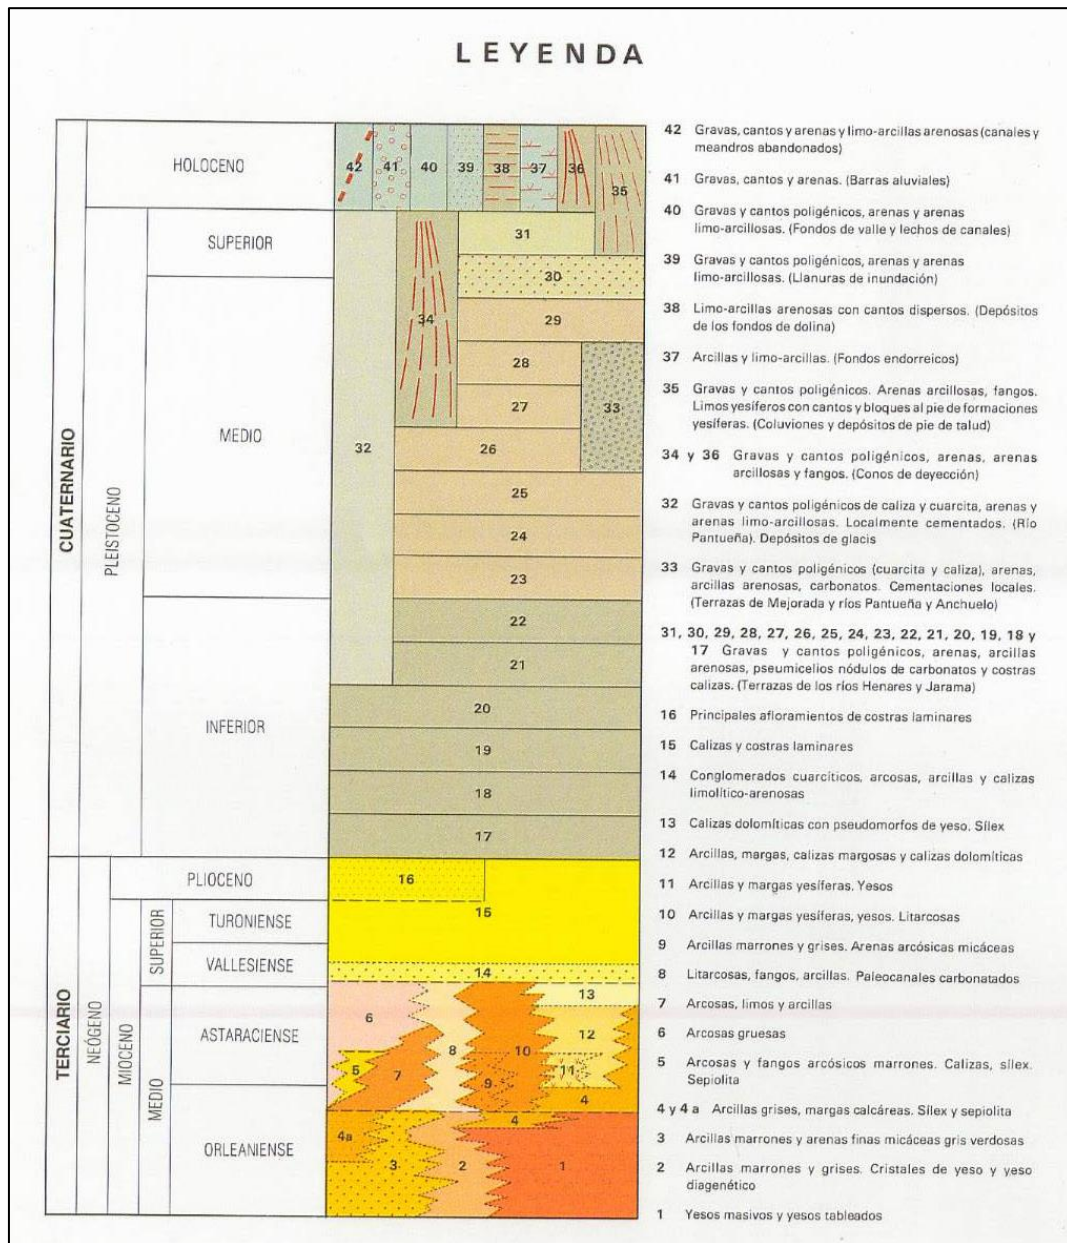 LEYENDA
CUATERNARIO
HOLOCENO
PLEISTOCENO
SUPERIOR
MEDIO
INFERIOR
TERCIARIO
NEÓGENO
PLIOCENO
MIOCENO
SUPERIOR
TURONIENSE
VALLESIENSE
MEDIO
ASTARACIENSE
ORLEANIENSE
42 41 40 39 38 37 36 35
31
30
34 29
28
27 33
32 26
25
24
23
22
21
20
19
18
17
16
15
14
13
6 12
8 10
5 7 9 11
4
4
4a
3 2 1
42 Gravas, cantos y arenas y limo-arcillas arenosas (canales y
meandros abandonados)
41 Gravas, cantos y arenas. (Barras aluviales)
40 Gravas y cantos poligénicos, arenas y arenas
limo-arcillosas. (Fondos de valle y lechos de canales)
39 Gravas y cantos poligénicos, arenas y arenas
limo-arcillosas. (Llanuras de inundación)
38 Limo-arcillas arenosas con cantos dispersos. (Depósitos
de los fondos de dolina)
37 Arcillas y limo-arcillas. (Fondos endorreicos)
35 Gravas y cantos poligénicos. Arenas arcillosas, fangos.
Limos yesíferos con cantos y bloques al pie de formaciones
yesíferas. (Coluviones y depósitos de pie de talud)
34 y 36 Gravas y cantos poligénicos, arenas, arenas
arcillosas y fangos. (Conos de deyección)
32 Gravas y cantos poligénicos de caliza y cuarcita, arenas y
arenas limo-arcillosas. Localmente cementados. (Río
Pantueña). Depósitos de glacis
33 Gravas y cantos poligénicos (cuarcita y caliza), arenas,
arcillas arenosas, carbonatos. Cementaciones locales.
(Terrazas de Mejorada y ríos Pantueña y Anchuelo)
31, 30, 29, 28, 27, 26, 25, 24, 23, 22, 21, 20, 19, 18 y
17 Gravas y cantos poligénicos, arenas, arcillas
arenosas, pseumicelios nódulos de carbonatos y costras
calizas. (Terrazas de los ríos Henares y Jarama)
16 Principales afloramientos de costras laminares
15 Calizas y costras laminares
14 Conglomerados cuarcíticos, arcosas, arcillas y calizas
limolítico-arenosas
13 Calizas dolomíticas con pseudomorfos de yeso. Sílex
12 Arcillas, margas, calizas margosas y calizas dolomíticas
11 Arcillas y margas yesíferas. Yesos
10 Arcillas y margas yesíferas, yesos. Litarcosas
9 Arcillas marrones y grises. Arenas arcósicas micáceas
8 Litarcosas, fangos, arcillas. Paleocanales carbonatados
7 Arcosas, limos y arcillas
6 Arcosas gruesas
5 Arcosas y fangos arcósicos marrones. Calizas, sílex.
Sepiolita
4 y 4 a Arcillas grises, margas calcáreas. Sílex y sepiolita
3 Arcillas marrones y arenas finas micáceas gris verdosas
2 Arcillas marrones y grises. Cristales de yeso y yeso
diagenético
1 Yesos masivos y yesos tableados